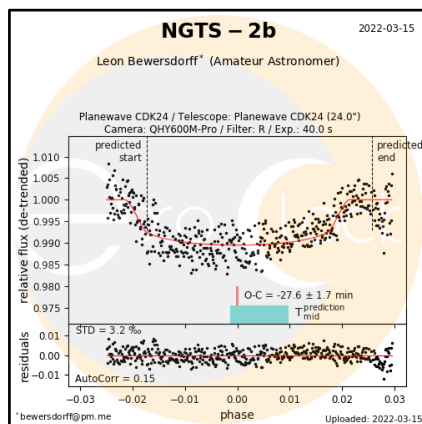 NGTS − 2b
2022-03-15
Leon Bewersdorff* (Amateur Astronomer)
Planewave CDK24 / Telescope: Planewave CDK24 (24.0")
Camera: QHY600M-Pro / Filter: R / Exp.: 40.0 s
predicted start
predicted end
relative flux (de-trended)
1.010
1.005
1.000
0.995
0.990
0.985
0.980
0.975
O-C = -27.6 ± 1.7 min
T prediction mid
residuals
0.01
0.00
−0.01
STD = 3.2 ‰
AutoCorr = 0.15
−0.03 −0.02 −0.01 0.00 0.01 0.02 0.03
phase
*bewersdorff@pm.me
Uploaded: 2022-03-15